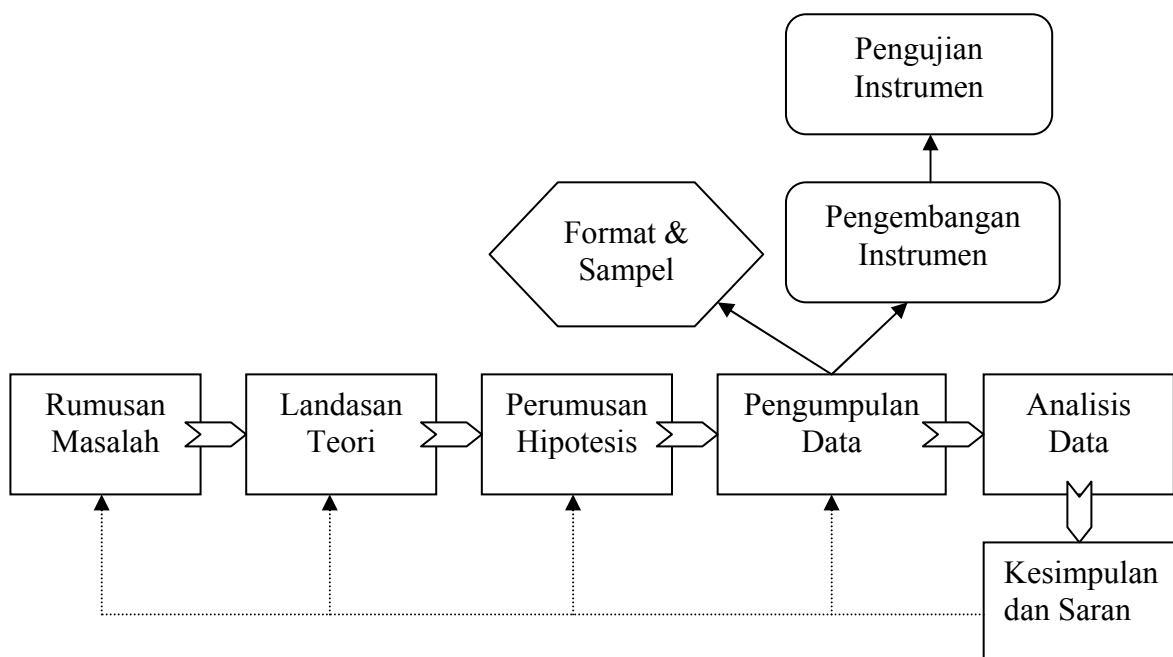 Pengujian
Instrumen
Format &
Sampel
Pengembangan
Instrumen
Rumusan
Masalah
Landasan
Teori
Perumusan
Hipotesis
Pengumpulan
Data
Analisis
Data
Kesimpulan
dan Saran